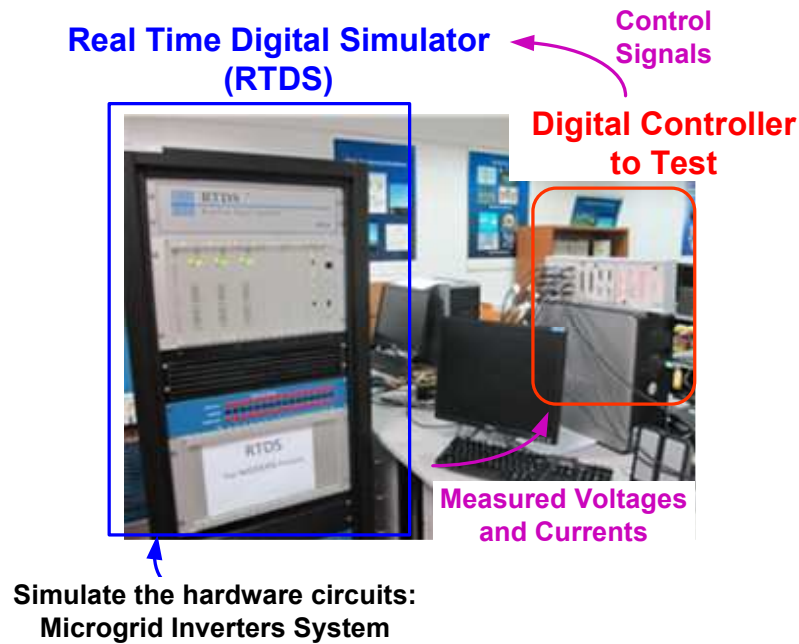 Control
Signals
Real Time Digital Simulator
(RTDS)
Digital Controller
to Test
RTDS
RTDS
Measured Voltages
and Currents
Simulate the hardware circuits:
Microgrid Inverters System